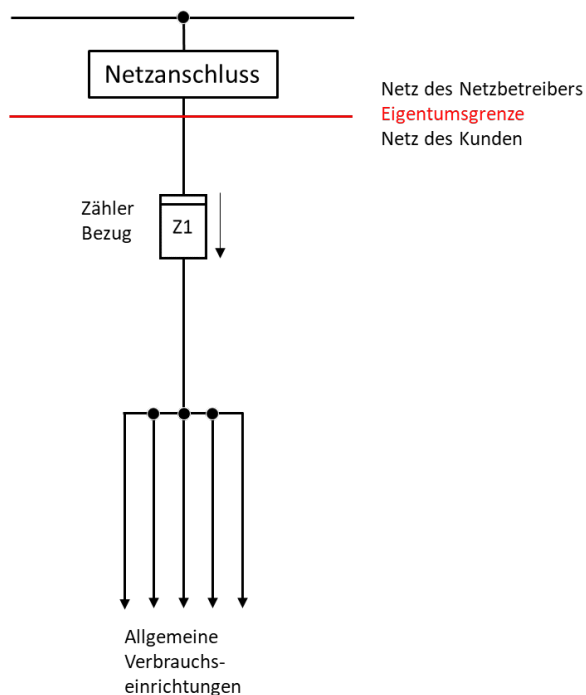 Netzanschluss
Netz des Netzbetreibers
Eigentumsgrenze
Netz des Kunden
Zähler
Bezug
Z1
Allgemeine
Verbrauchs-
einrichtungen